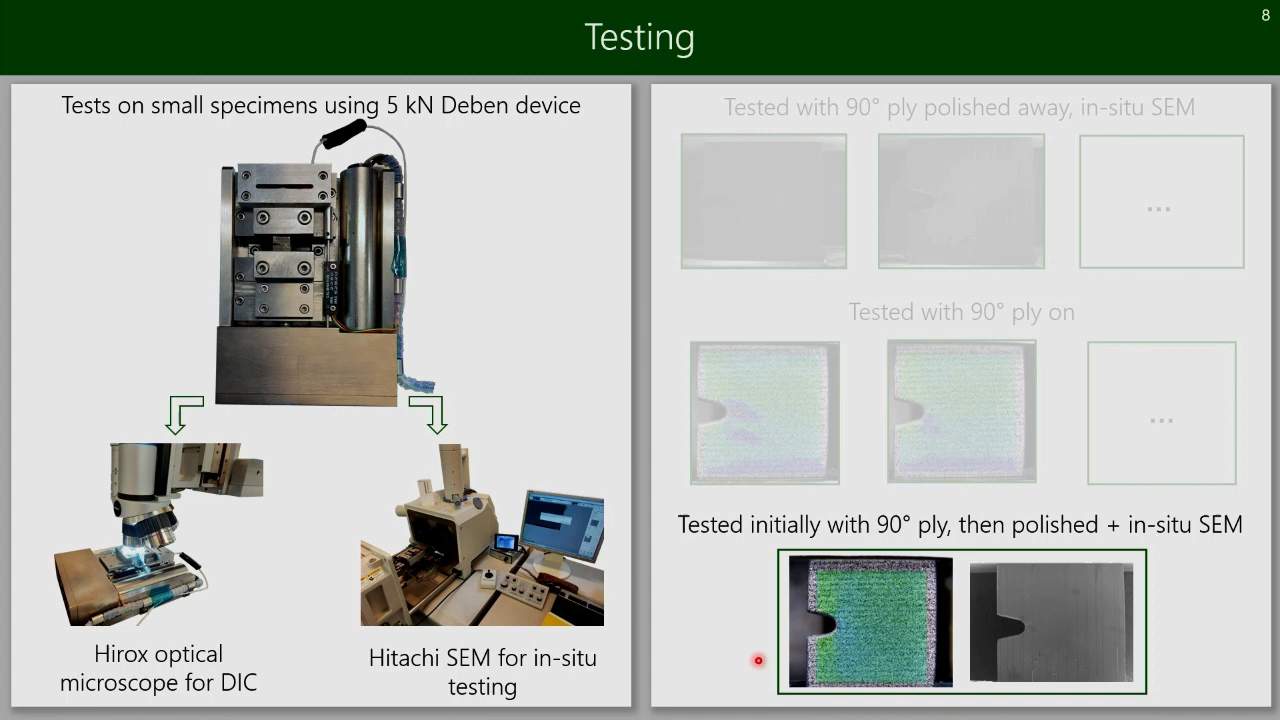 8
Testing
Tests on small specimens using 5 kN Deben device
Hirox optical
microscope for DIC
Hitachi SEM for in-situ
testing
Tested with 90° ply polished away, in-situ SEM
...
Tested with 90° ply on
...
Tested initially with 90° ply, then polished + in-situ SEM